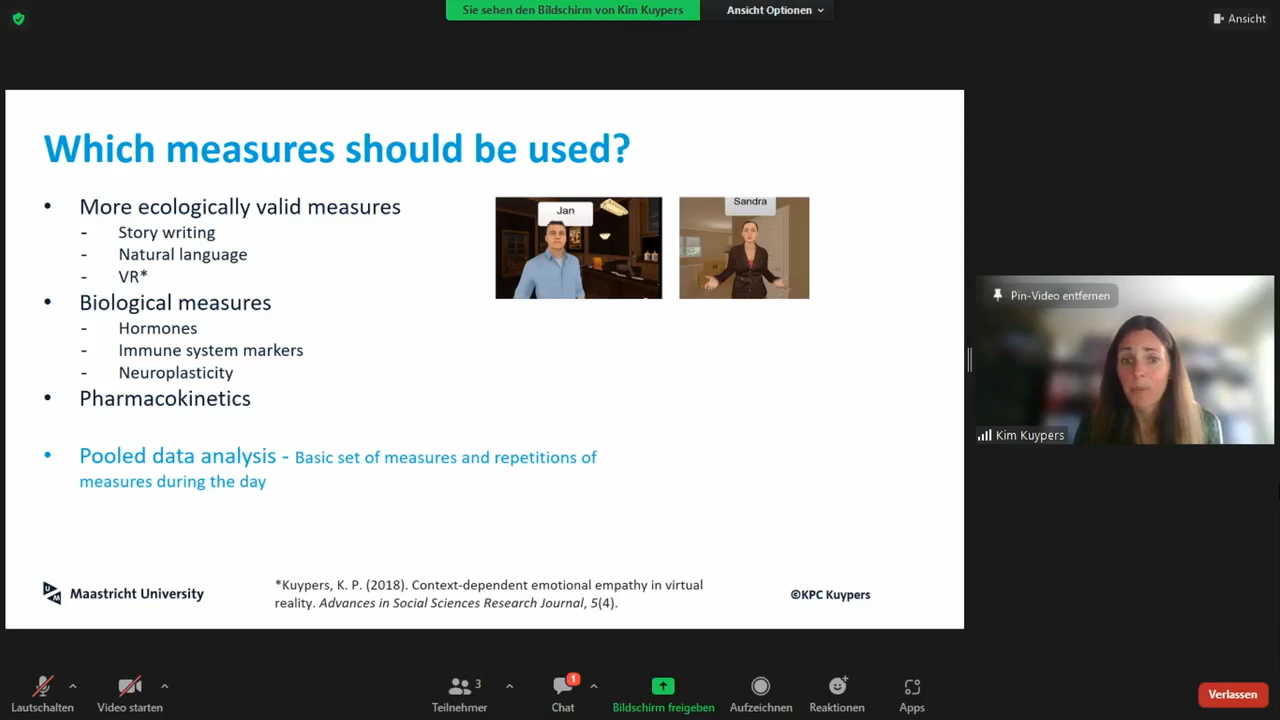 Sie sehen den Bildschirm von Kim Kuypers
Ansicht Optionen
Ansicht
Which measures should be used?
• More ecologically valid measures
- Story writing
- Natural language
- VR*
• Biological measures
- Hormones
- Immune system markers
- Neuroplasticity
• Pharmacokinetics
• Pooled data analysis - Basic set of measures and repetitions of
measures during the day
Jan
Sandra
Maastricht University
*Kuypers, K. P. (2018). Context-dependent emotional empathy in virtual
reality. Advances in Social Sciences Research Journal, 5(4).
©KPC Kuypers
Pin-Video entfernen
Kim Kuypers
Lautschalten
Video starten
3
Teilnehmer
1
Chat
Bildschirm freigeben
Aufzeichnen
Reaktionen
Apps
Verlassen